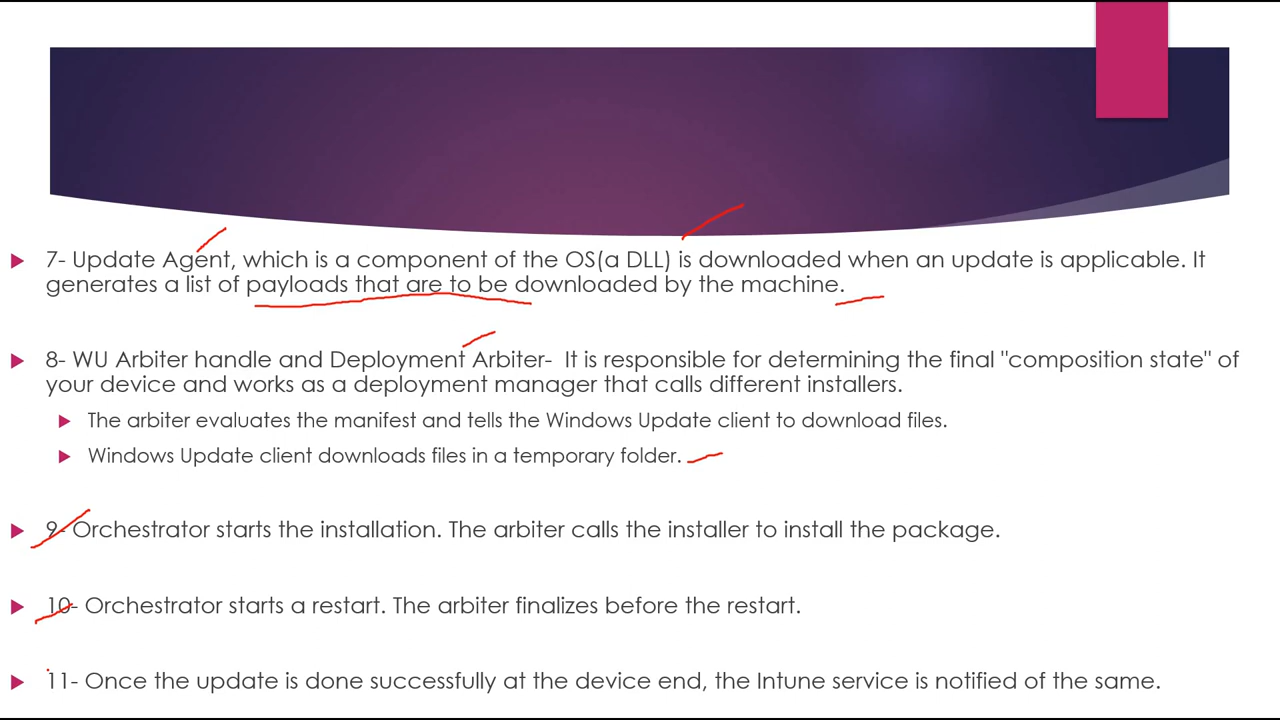 7- Update Agent, which is a component of the OS(a DLL) is downloaded when an update is applicable. It
generates a list of payloads that are to be downloaded by the machine.
8- WU Arbiter handle and Deployment Arbiter-  It is responsible for determining the final "composition state" of
your device and works as a deployment manager that calls different installers.
The arbiter evaluates the manifest and tells the Windows Update client to download files.
Windows Update client downloads files in a temporary folder.
9- Orchestrator starts the installation. The arbiter calls the installer to install the package.
10- Orchestrator starts a restart. The arbiter finalizes before the restart.
11- Once the update is done successfully at the device end, the Intune service is notified of the same.